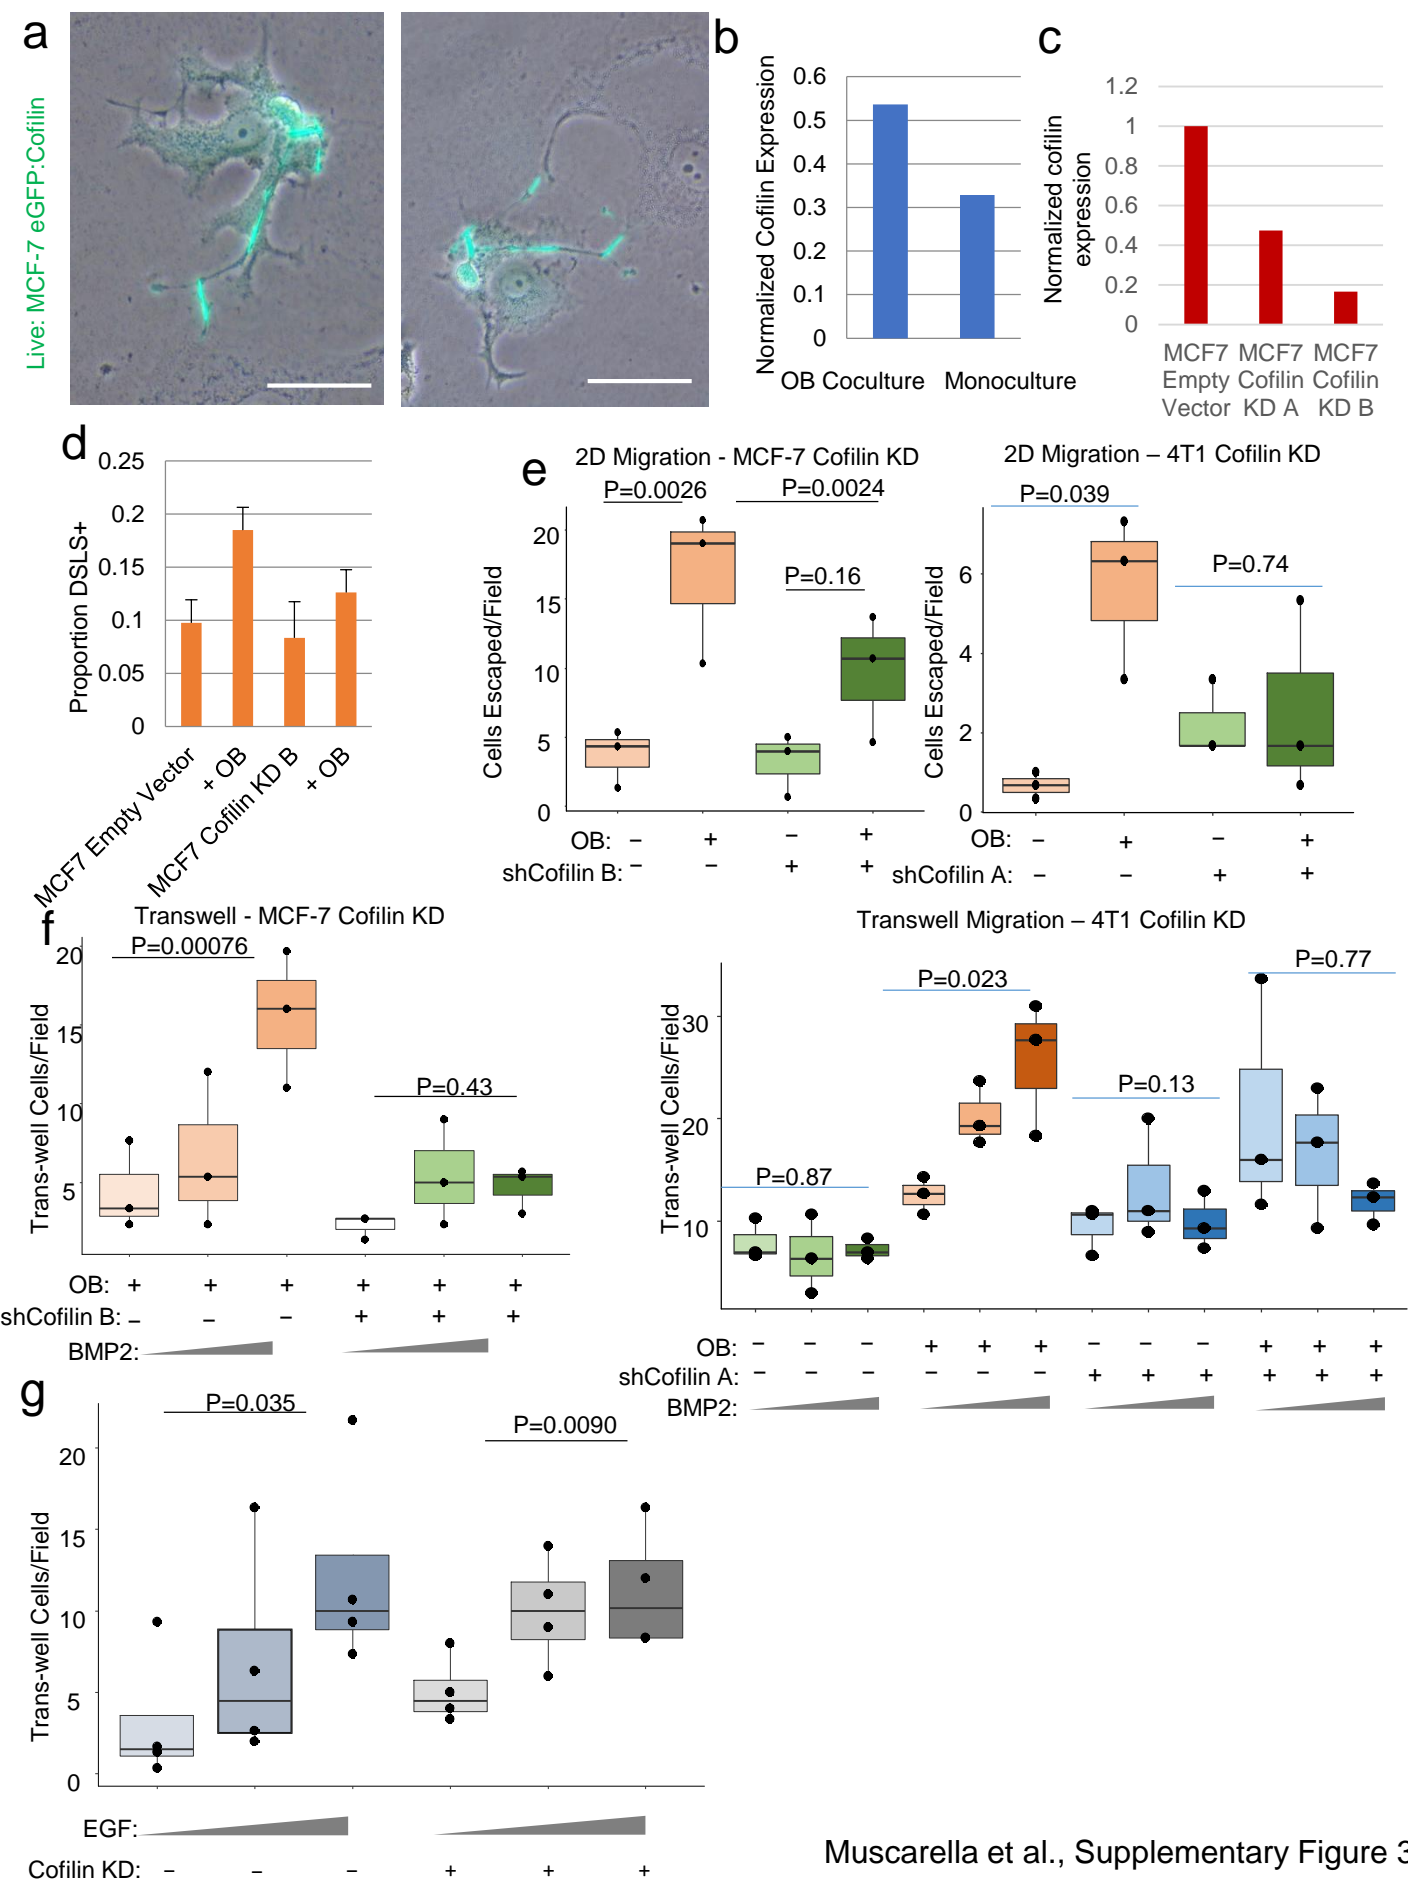 a
Live: MCF-7 eGFP:Cofilin
b
Normalized Cofilin Expression
0.6
0.5
0.4
0.3
0.2
0.1
0
OB Coculture
Monoculture
c
Normalized cofilin
expression
1.2
1
0.8
0.6
0.4
0.2
0
MCF7
Empty
Vector
MCF7
Cofilin
KD A
MCF7
Cofilin
KD B
d
Proportion DSLS+
0.25
0.2
0.15
0.1
0.05
0
MCF7 Empty Vector
+ OB
MCF7 Cofilin KD B
+ OB
e
2D Migration - MCF-7 Cofilin KD
P=0.0026
P=0.0024
P=0.16
Cells Escaped/Field
20
15
10
5
0
OB: − + − +
shCofilin B: − − + +
2D Migration – 4T1 Cofilin KD
P=0.039
P=0.74
Cells Escaped/Field
6
4
2
0
OB: − + − +
shCofilin A: − − + +
f
Transwell - MCF-7 Cofilin KD
P=0.00076
P=0.43
Trans-well Cells/Field
20
15
10
5
OB: + + + + + +
shCofilin B: − − − + + +
BMP2:
Transwell Migration – 4T1 Cofilin KD
P=0.87
P=0.023
P=0.13
P=0.77
Trans-well Cells/Field
30
20
10
OB: − − − + + + − − − + + +
shCofilin A: − − − − − − + + + + + +
BMP2:
g
P=0.035
P=0.0090
Trans-well Cells/Field
20
15
10
5
0
EGF:
Cofilin KD: − − − + + +
Muscarella et al., Supplementary Figure 3